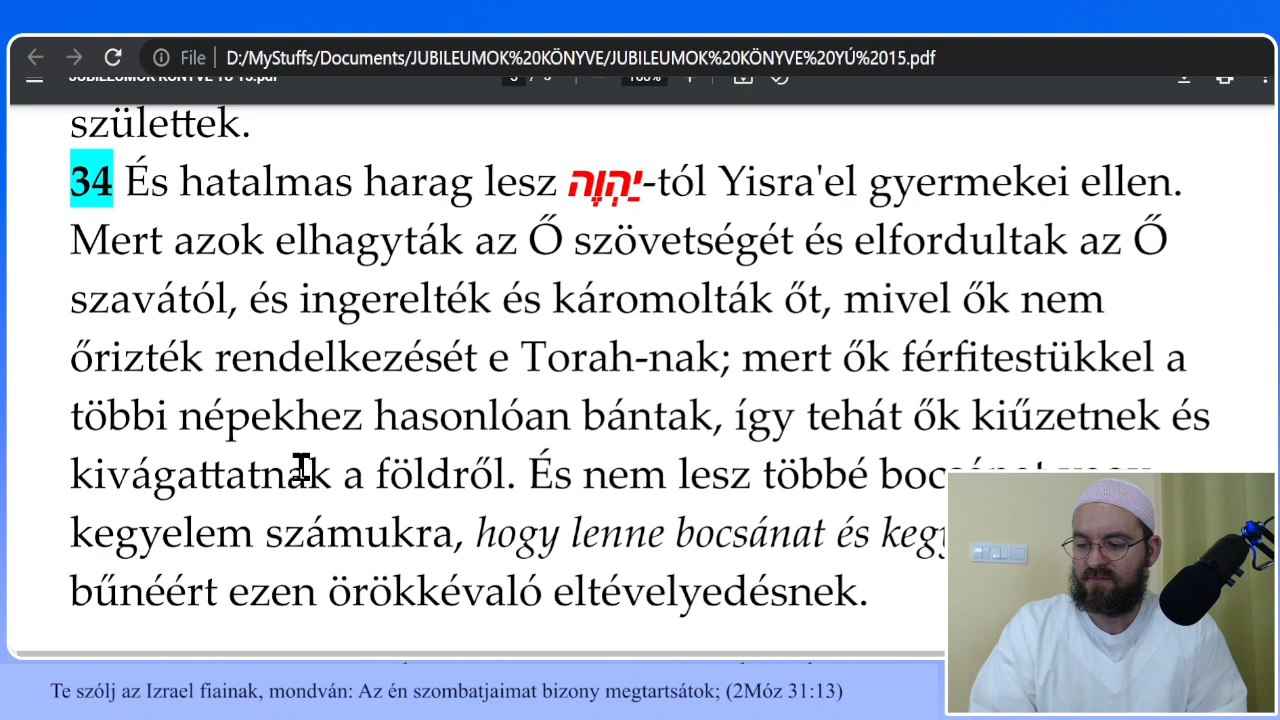 File D:/MyStuffs/Documents/JUBILEUMOK%20KÖNYVE/JUBILEUMOK%20KÖNYVE%20YÚ%2015.pdf
születtek.
34 És hatalmas harag lesz יַהְוֶה-tól Yisra'el gyermekei ellen.
Mert azok elhagyták az Ő szövetségét és elfordultak az Ő
szavától, és ingerelték és káromolták őt, mivel ők nem
őrizték rendelkezését e Torah-nak; mert ők férfitestükkel a
többi népekhez hasonlóan bántak, így tehát ők kiűzetnek és
kivágattatnak a földről. És nem lesz többé
kegyelem számukra, hogy lenne bocsánat és
bűnéért ezen örökkévaló eltévelyedésnek.
Te szólj az Izrael fiainak, mondván: Az én szombatjaimat bizony megtartsátok; (2Móz 31:13)